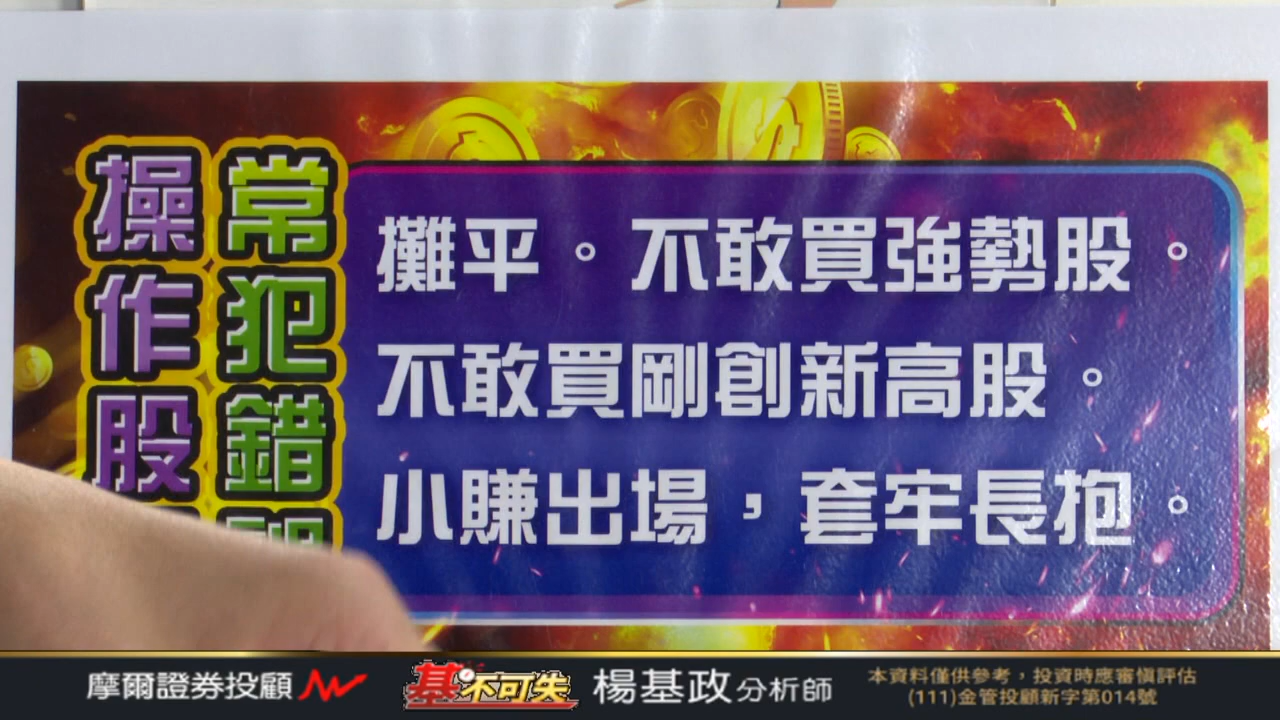 操作股
常犯錯誤
攤平。不敢買強勢股。
不敢買剛創新高股。
小賺出場，套牢長抱。
摩爾證券投顧
基不可失
楊基政分析師
本資料僅供參考，投資時應審慎評估
(111)金管投顧新字第014號